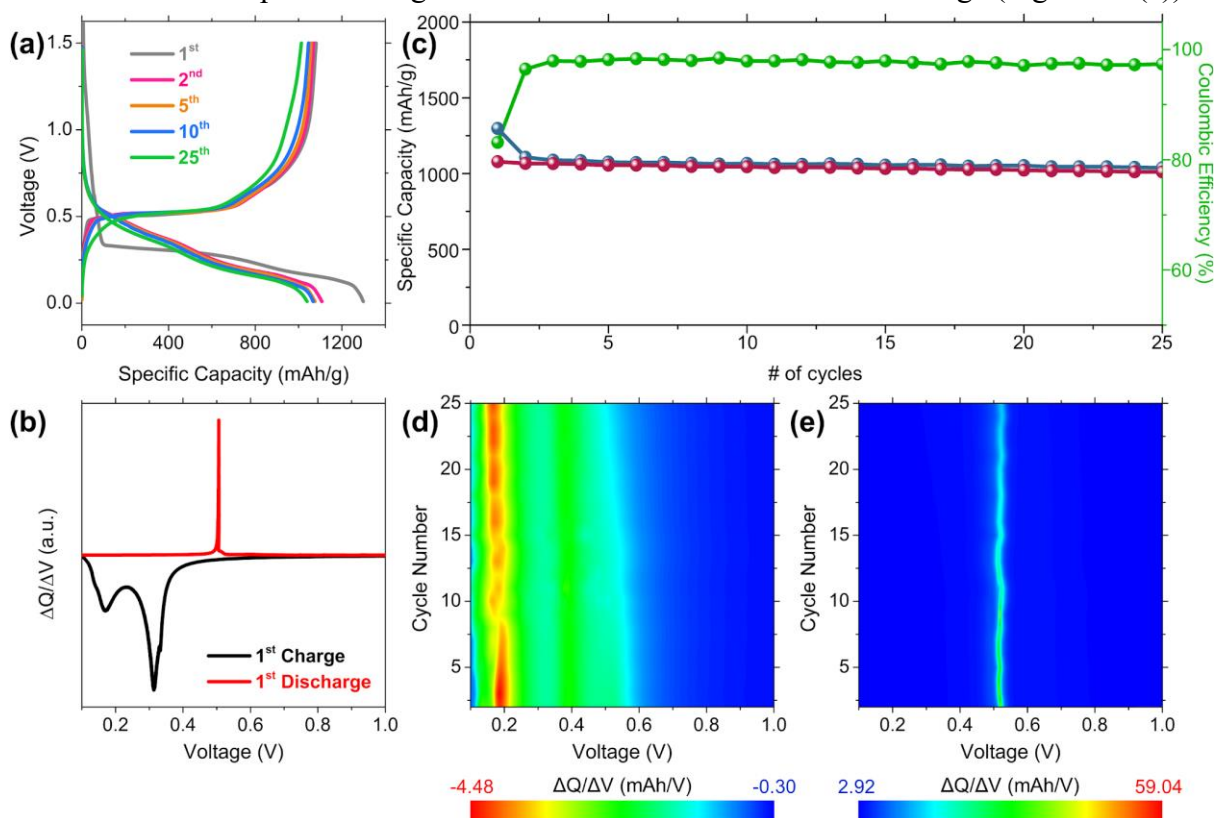 (a)
1.5
1.0
0.5
0.0
Voltage (V)
1st
2nd
5th
10th
25th
0
400
800
1200
Specific Capacity (mAh/g)
(c)
2000
1750
1500
1250
1000
750
500
250
0
Specific Capacity (mAh/g)
100
80
60
Coulombic Efficiency (%)
5
10
15
20
25
# of cycles
(b)
ΔQ/ΔV (a.u.)
1st Charge
1st Discharge
0.2
0.4
0.6
0.8
1.0
Voltage (V)
(d)
25
20
15
10
5
Cycle Number
0.2
0.4
0.6
0.8
1.0
Voltage (V)
-4.48
ΔQ/ΔV (mAh/V)
-0.30
(e)
25
20
15
10
5
Cycle Number
0.2
0.4
0.6
0.8
1.0
Voltage (V)
2.92
ΔQ/ΔV (mAh/V)
59.04